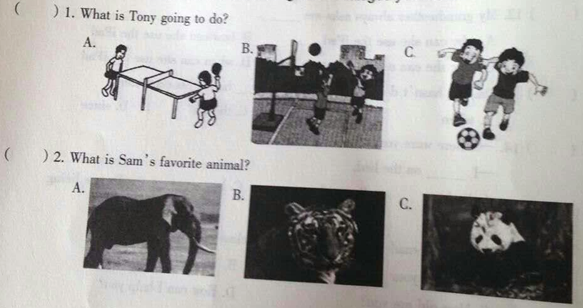 (    ) 1. What is Tony going to do?
A. B. C.
(    ) 2. What is Sam's favorite animal?
A. B. C.